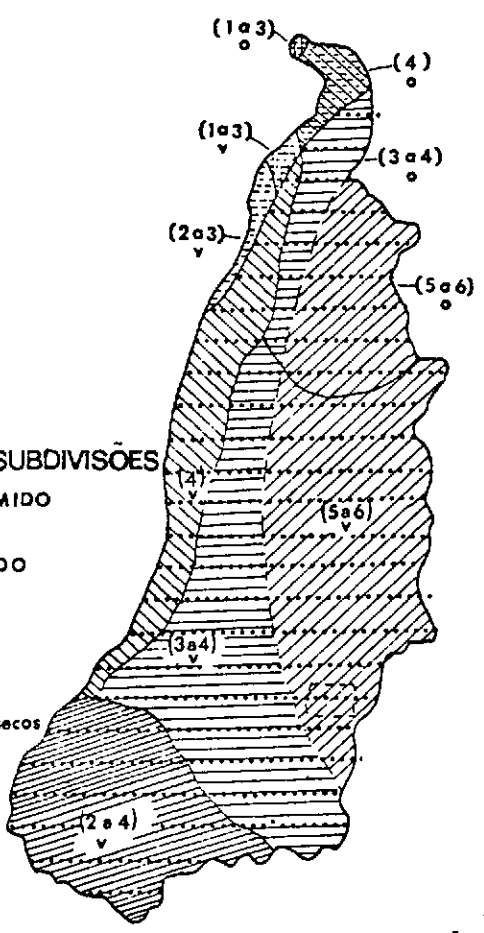 (1a3)
o
(4)
o
(1a3)
v
(3a4)
o
(2a3)
v
(5a6)
o
SUBDIVISÕES
(4)
v
MIDO
(5a6)
v
DO
(3a4)
v
secos
(2a4)
v